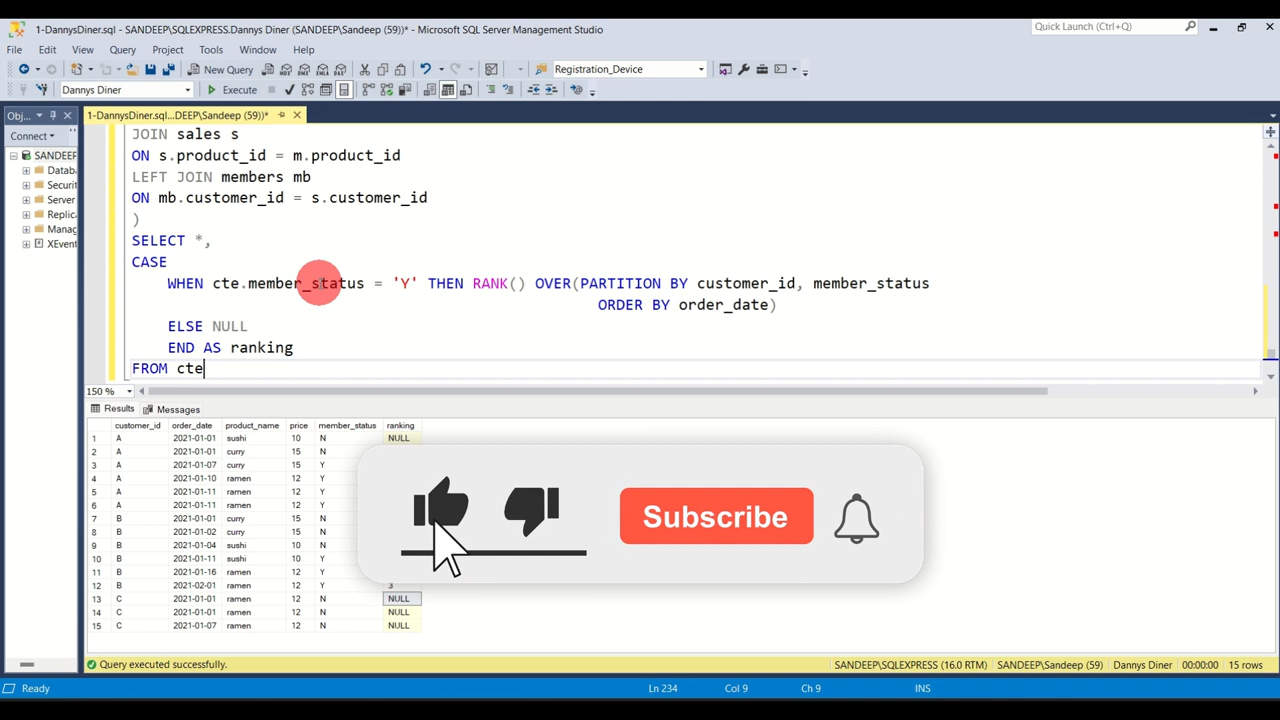 1-DannysDiner.sql - SANDEEP\SQLEXPRESS.Dannys Diner (SANDEEP\Sandeep (59))* - Microsoft SQL Server Management Studio
Quick Launch (Ctrl+Q)
File Edit View Query Project Tools Window Help
New Query
Registration_Device
Dannys Diner
Execute
Obj...
1-DannysDiner.sql...DEEP\Sandeep (59))*
Connect
SANDEEP
Databa
Securit
Server
Replic
Manag
XEvent
JOIN sales s
ON s.product_id = m.product_id
LEFT JOIN members mb
ON mb.customer_id = s.customer_id
)
SELECT *,
CASE
WHEN cte.member_status = 'Y' THEN RANK() OVER(PARTITION BY customer_id, member_status
ORDER BY order_date)
ELSE NULL
END AS ranking
FROM cte
150 %
Results Messages
customer_id order_date product_name price member_status ranking
1 A 2021-01-01 sushi 10 N NULL
2 A 2021-01-01 curry 15 N
3 A 2021-01-07 curry 15 Y
4 A 2021-01-10 ramen 12 Y
5 A 2021-01-11 ramen 12 Y
6 A 2021-01-11 ramen 12 Y
7 B 2021-01-01 curry 15 N
8 B 2021-01-02 curry 15 N
9 B 2021-01-04 sushi 10 N
10 B 2021-01-11 sushi 10 Y
11 B 2021-01-16 ramen 12 Y
12 B 2021-02-01 ramen 12 Y 3
13 C 2021-01-01 ramen 12 N NULL
14 C 2021-01-01 ramen 12 N NULL
15 C 2021-01-07 ramen 12 N NULL
Subscribe
Query executed successfully.
SANDEEP\SQLEXPRESS (16.0 RTM) SANDEEP\Sandeep (59) Dannys Diner 00:00:00 15 rows
Ready
Ln 234 Col 9 Ch 9 INS